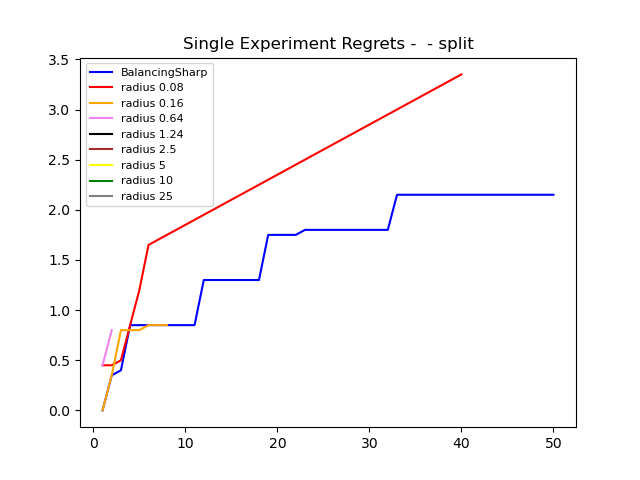 Single Experiment Regrets -  - split
3.5
3.0
2.5
2.0
1.5
1.0
0.5
0.0
BalancingSharp
radius 0.08
radius 0.16
radius 0.64
radius 1.24
radius 2.5
radius 5
radius 10
radius 25
0 10 20 30 40 50